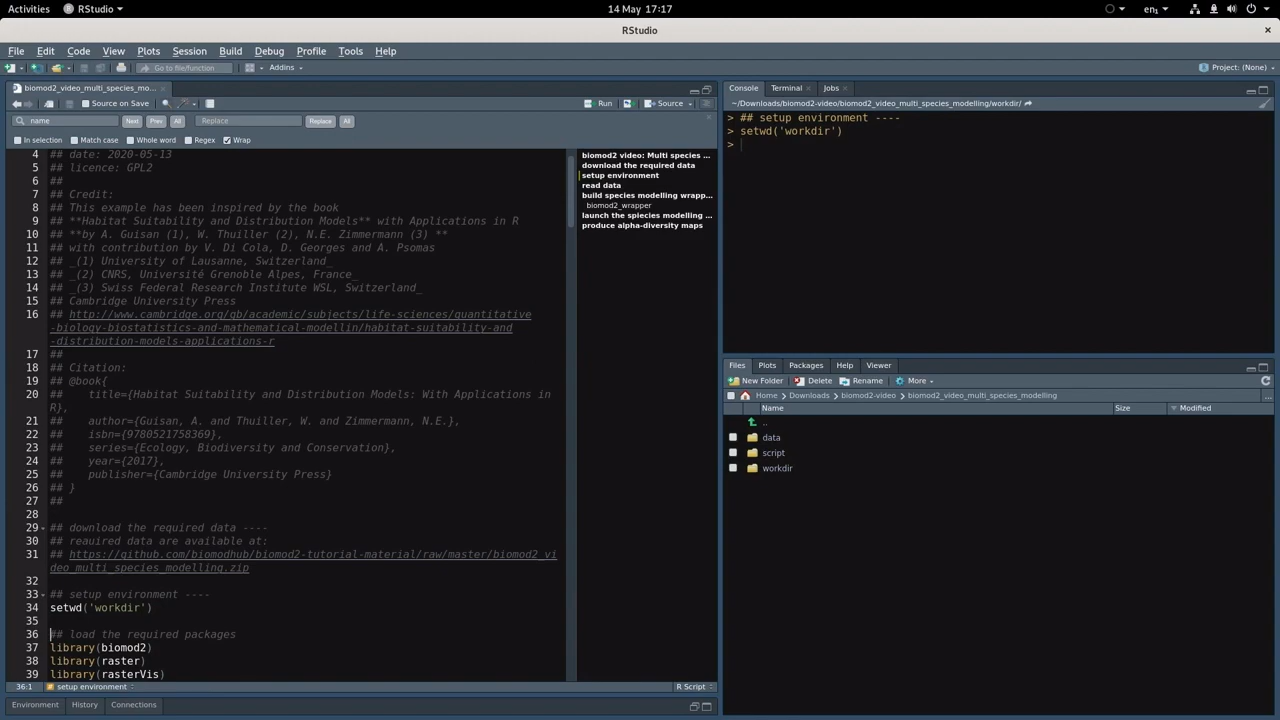 Activities RStudio 14 May 17:17 en₁
RStudio
File Edit Code View Plots Session Build Debug Profile Tools Help
Go to file/function Addins Project: (None)
biomod2_video_multi_species_mo...
Source on Save Run Source
name Next Prev All Replace Replace All
In selection Match case Whole word Regex Wrap
4 ## date: 2020-05-13
5 ## licence: GPL2
6 ##
7 ## Credit:
8 ## This example has been inspired by the book
9 ## **Habitat Suitability and Distribution Models** with Applications in R
10 ## **by A. Guisan (1), W. Thuiller (2), N.E. Zimmermann (3) **
11 ## with contribution by V. Di Cola, D. Georges and A. Psomas
12 ## _(1) University of Lausanne, Switzerland_
13 ## _(2) CNRS, Université Grenoble Alpes, France_
14 ## _(3) Swiss Federal Research Institute WSL, Switzerland_
15 ## Cambridge University Press
16 ## http://www.cambridge.org/gb/academic/subjects/life-sciences/quantitative
-biology-biostatistics-and-mathematical-modellin/habitat-suitability-and
-distribution-models-applications-r
17 ##
18 ## Citation:
19 ## @book{
20 ## title={Habitat Suitability and Distribution Models: With Applications in
R},
21 ## author={Guisan, A. and Thuiller, W. and Zimmermann, N.E.},
22 ## isbn={9780521758369},
23 ## series={Ecology, Biodiversity and Conservation},
24 ## year={2017},
25 ## publisher={Cambridge University Press}
26 ## }
27 ##
28
29 ## download the required data ----
30 ## reauired data are available at:
31 ## https://github.com/biomodhub/biomod2-tutorial-material/raw/master/biomod2_vi
deo_multi_species_modelling.zip
32
33 ## setup environment ----
34 setwd('workdir')
35
36 ## load the required packages
37 library(biomod2)
38 library(raster)
39 library(rasterVis)
36:1 setup environment R Script
Environment History Connections
biomod2 video: Multi species ...
download the required data
setup environment
read data
build species modelling wrapp...
biomod2_wrapper
launch the spiecies modelling ...
produce alpha-diversity maps
Console Terminal Jobs
~/Downloads/biomod2-video/biomod2_video_multi_species_modelling/workdir/
> ## setup environment ----
> setwd('workdir')
>
Files Plots Packages Help Viewer
New Folder Delete Rename More
Home Downloads biomod2-video biomod2_video_multi_species_modelling ...
Name Size Modified
..
data
script
workdir